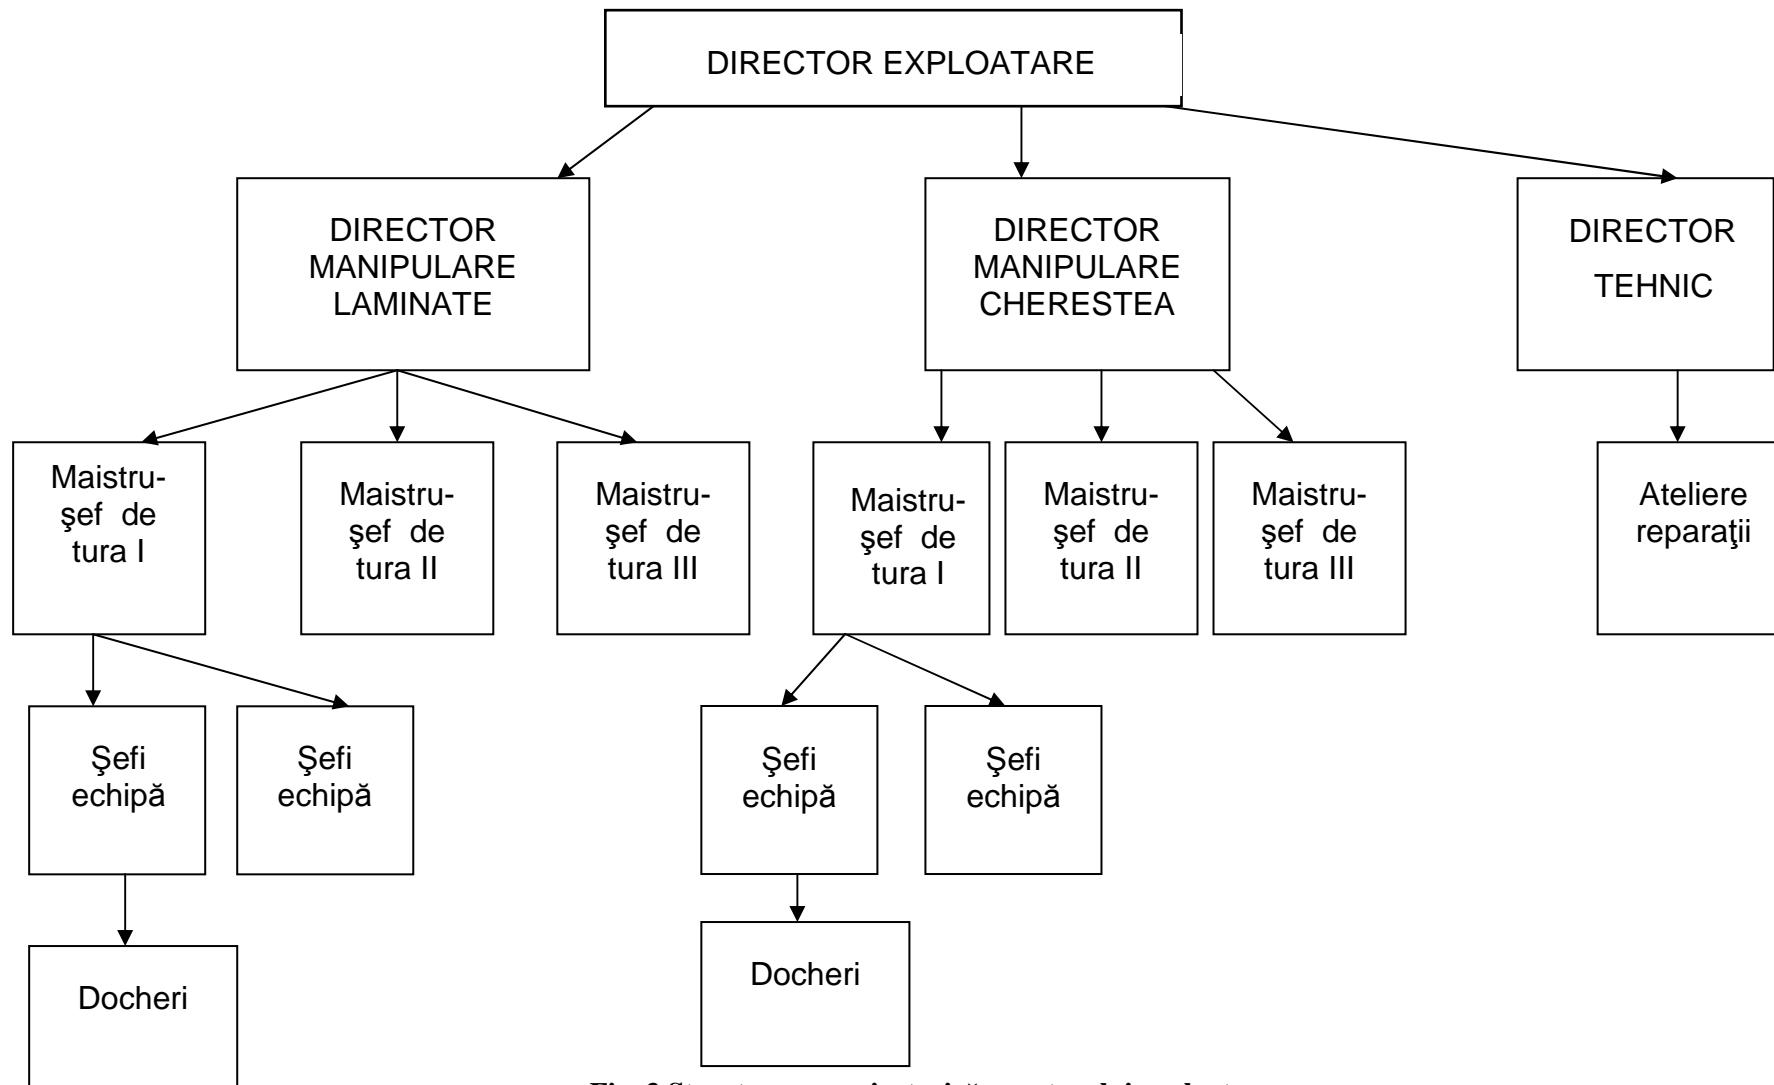 DIRECTOR EXPLOATARE
DIRECTOR
MANIPULARE
LAMINATE
DIRECTOR
MANIPULARE
CHERESTEA
DIRECTOR
TEHNIC
Maistru-
şef de
tura I
Maistru-
şef de
tura II
Maistru-
şef de
tura III
Maistru-
şef de
tura I
Maistru-
şef de
tura II
Maistru-
şef de
tura III
Ateliere
reparaţii
Şefi
echipă
Şefi
echipă
Şefi
echipă
Şefi
echipă
Docheri
Docheri